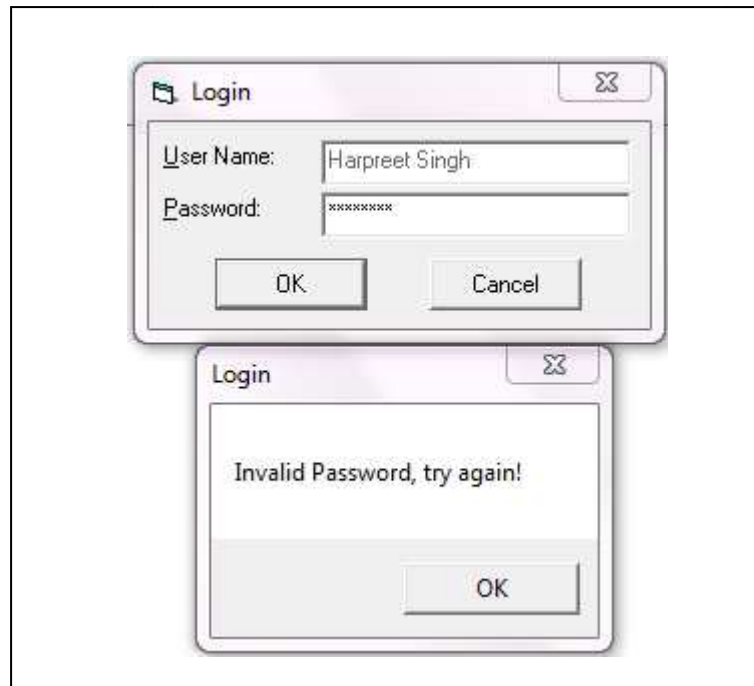 Login
User Name: Harpreet Singh
Password: ********
OK Cancel
Login
Invalid Password, try again!
OK